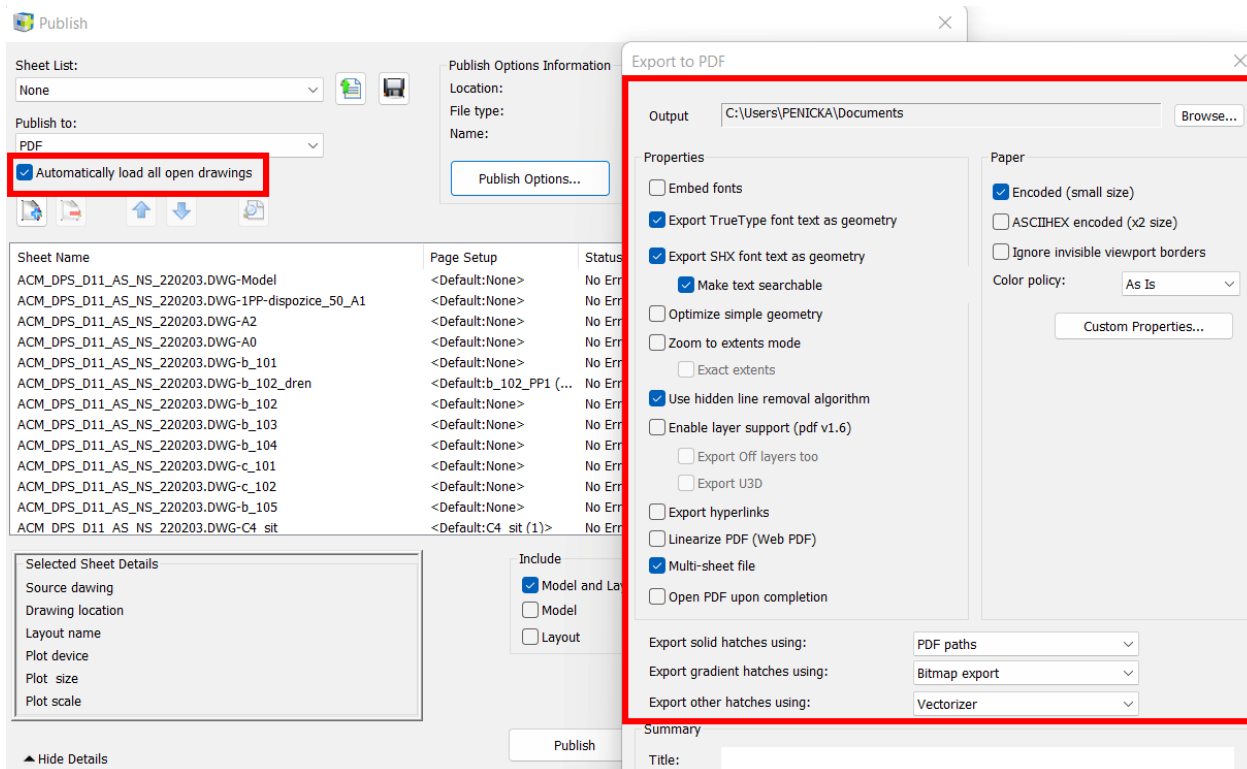 Publish
Sheet List:
None
Publish to:
PDF
Automatically load all open drawings
Publish Options Information
Location:
File type:
Name:
Publish Options...
Sheet Name Page Setup Status
ACM_DPS_D11_AS_NS_220203.DWG-Model <Default:None> No Err
ACM_DPS_D11_AS_NS_220203.DWG-1PP-dispozice_50_A1 <Default:None> No Err
ACM_DPS_D11_AS_NS_220203.DWG-A2 <Default:None> No Err
ACM_DPS_D11_AS_NS_220203.DWG-A0 <Default:None> No Err
ACM_DPS_D11_AS_NS_220203.DWG-b_101 <Default:None> No Err
ACM_DPS_D11_AS_NS_220203.DWG-b_102_dren <Default:b_102_PP1 (... No Err
ACM_DPS_D11_AS_NS_220203.DWG-b_102 <Default:None> No Err
ACM_DPS_D11_AS_NS_220203.DWG-b_103 <Default:None> No Err
ACM_DPS_D11_AS_NS_220203.DWG-b_104 <Default:None> No Err
ACM_DPS_D11_AS_NS_220203.DWG-c_101 <Default:None> No Err
ACM_DPS_D11_AS_NS_220203.DWG-c_102 <Default:None> No Err
ACM_DPS_D11_AS_NS_220203.DWG-b_105 <Default:None> No Err
ACM_DPS_D11_AS_NS_220203.DWG-C4_sit <Default:C4_sit (1)> No Err
Selected Sheet Details
Source dawing
Drawing location
Layout name
Plot device
Plot size
Plot scale
Include
Model and La
Model
Layout
Publish
Hide Details
Export to PDF
Output C:\Users\PENICKA\Documents Browse...
Properties
Embed fonts
Export TrueType font text as geometry
Export SHX font text as geometry
Make text searchable
Optimize simple geometry
Zoom to extents mode
Exact extents
Use hidden line removal algorithm
Enable layer support (pdf v1.6)
Export Off layers too
Export U3D
Export hyperlinks
Linearize PDF (Web PDF)
Multi-sheet file
Open PDF upon completion
Paper
Encoded (small size)
ASCIIHEX encoded (x2 size)
Ignore invisible viewport borders
Color policy: As Is
Custom Properties...
Export solid hatches using: PDF paths
Export gradient hatches using: Bitmap export
Export other hatches using: Vectorizer
Summary
Title: